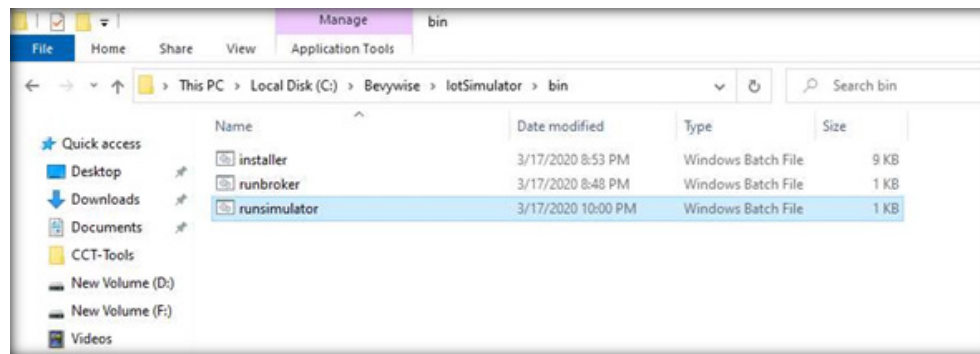 Manage bin
File Home Share View Application Tools
This PC > Local Disk (C:) > Bevywise > IotSimulator > bin Search bin
Name Date modified Type Size
Quick access
Desktop
Downloads
Documents
CCT-Tools
New Volume (D:)
New Volume (F:)
Videos
installer 3/17/2020 8:53 PM Windows Batch File 9 KB
runbroker 3/17/2020 8:48 PM Windows Batch File 1 KB
runsimulator 3/17/2020 10:00 PM Windows Batch File 1 KB